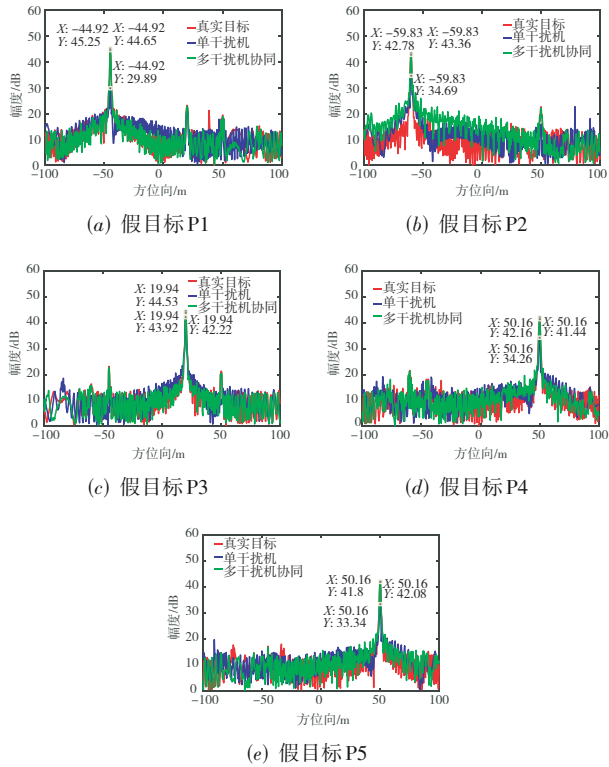 60
50
40
30
20
10
0
幅度/dB
X: −44.92
Y: 45.25
X: −44.92
Y: 44.65
X: −44.92
Y: 29.89
真实目标
单干扰机
多干扰机协同
−100
−50
0
50
100
方位向/m
(a) 假目标P1
60
50
40
30
20
10
0
幅度/dB
X: −59.83
Y: 42.78
X: −59.83
Y: 43.36
X: −59.83
Y: 34.69
真实目标
单干扰机
多干扰机协同
−100
−50
0
50
100
方位向/m
(b) 假目标P2
60
50
40
30
20
10
0
幅度/dB
X: 19.94
Y: 44.53
X: 19.94
Y: 43.92
X: 19.94
Y: 42.22
真实目标
单干扰机
多干扰机协同
−100
−50
0
50
100
方位向/m
(c) 假目标P3
60
50
40
30
20
10
0
幅度/dB
真实目标
单干扰机
多干扰机协同
X: 50.16
Y: 42.16
X: 50.16
Y: 41.44
X: 50.16
Y: 34.26
−100
−50
0
50
100
方位向/m
(d) 假目标P4
60
50
40
30
20
10
0
幅度/dB
真实目标
单干扰机
多干扰机协同
X: 50.16
Y: 41.8
X: 50.16
Y: 42.08
X: 50.16
Y: 33.34
−100
−50
0
50
100
方位向/m
(e) 假目标P5